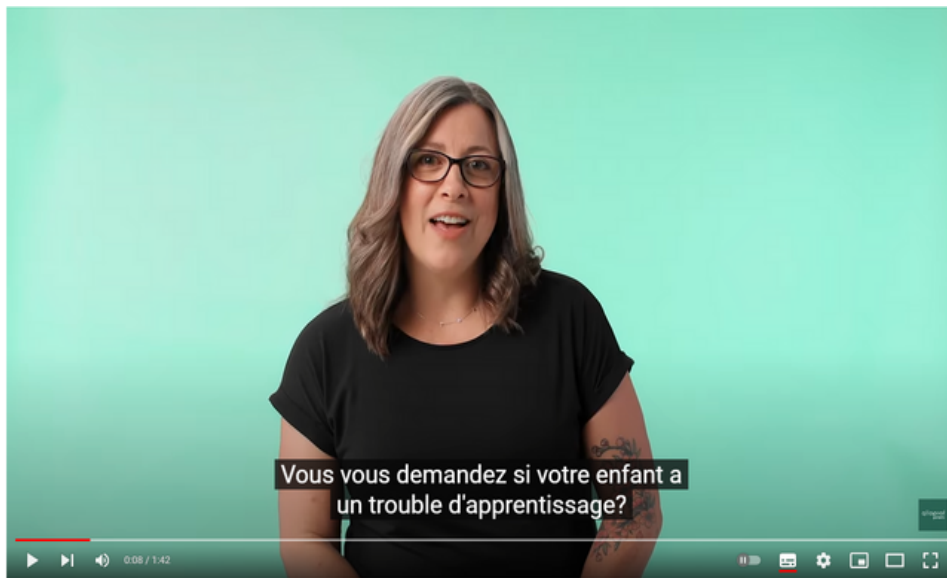 Vous vous demandez si votre enfant a
un trouble d'apprentissage?
0:08 / 1:42